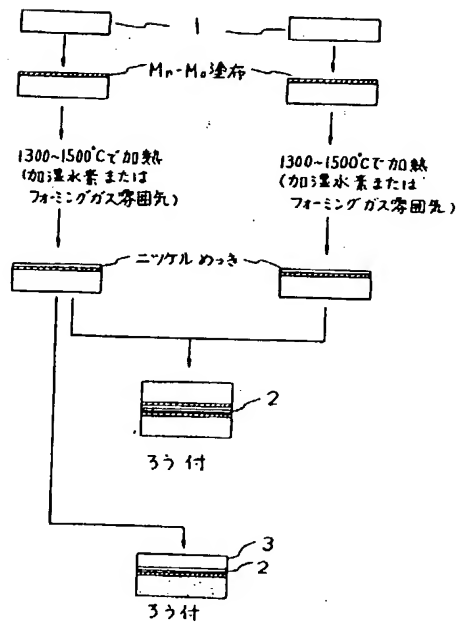 1
Mn-Mo塗布
1300~1500℃で加熱
(加湿水素または
フォーミングガス雰囲気)
1300~1500℃で加熱
(加湿水素または
フォーミングガス雰囲気)
ニッケルめっき
2
ろう付
3
2
ろう付